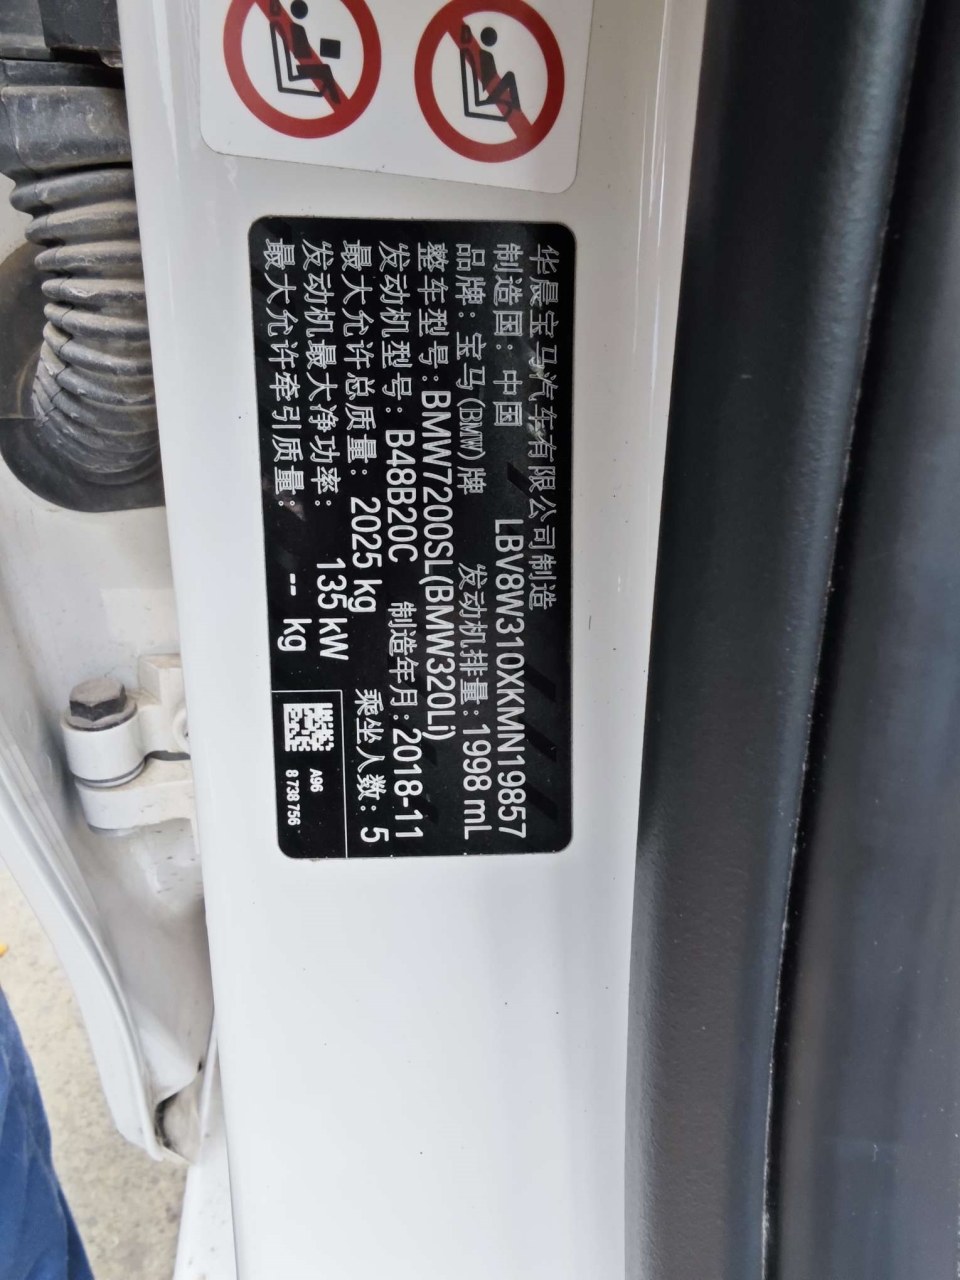 华晨宝马汽车有限公司制造
制造国：中国 LBV8W310XKMN19857
品牌：宝马(BMW)牌 发动机排量：1998 mL
整车型号：BMW7200SL(BMW320Li)
发动机型号：B48B20C 制造年月：2018-11
最大允许总质量：2025 kg 乘坐人数：5
发动机最大净功率：135 kW
最大允许牵引质量：-- kg
A96
8 738 756